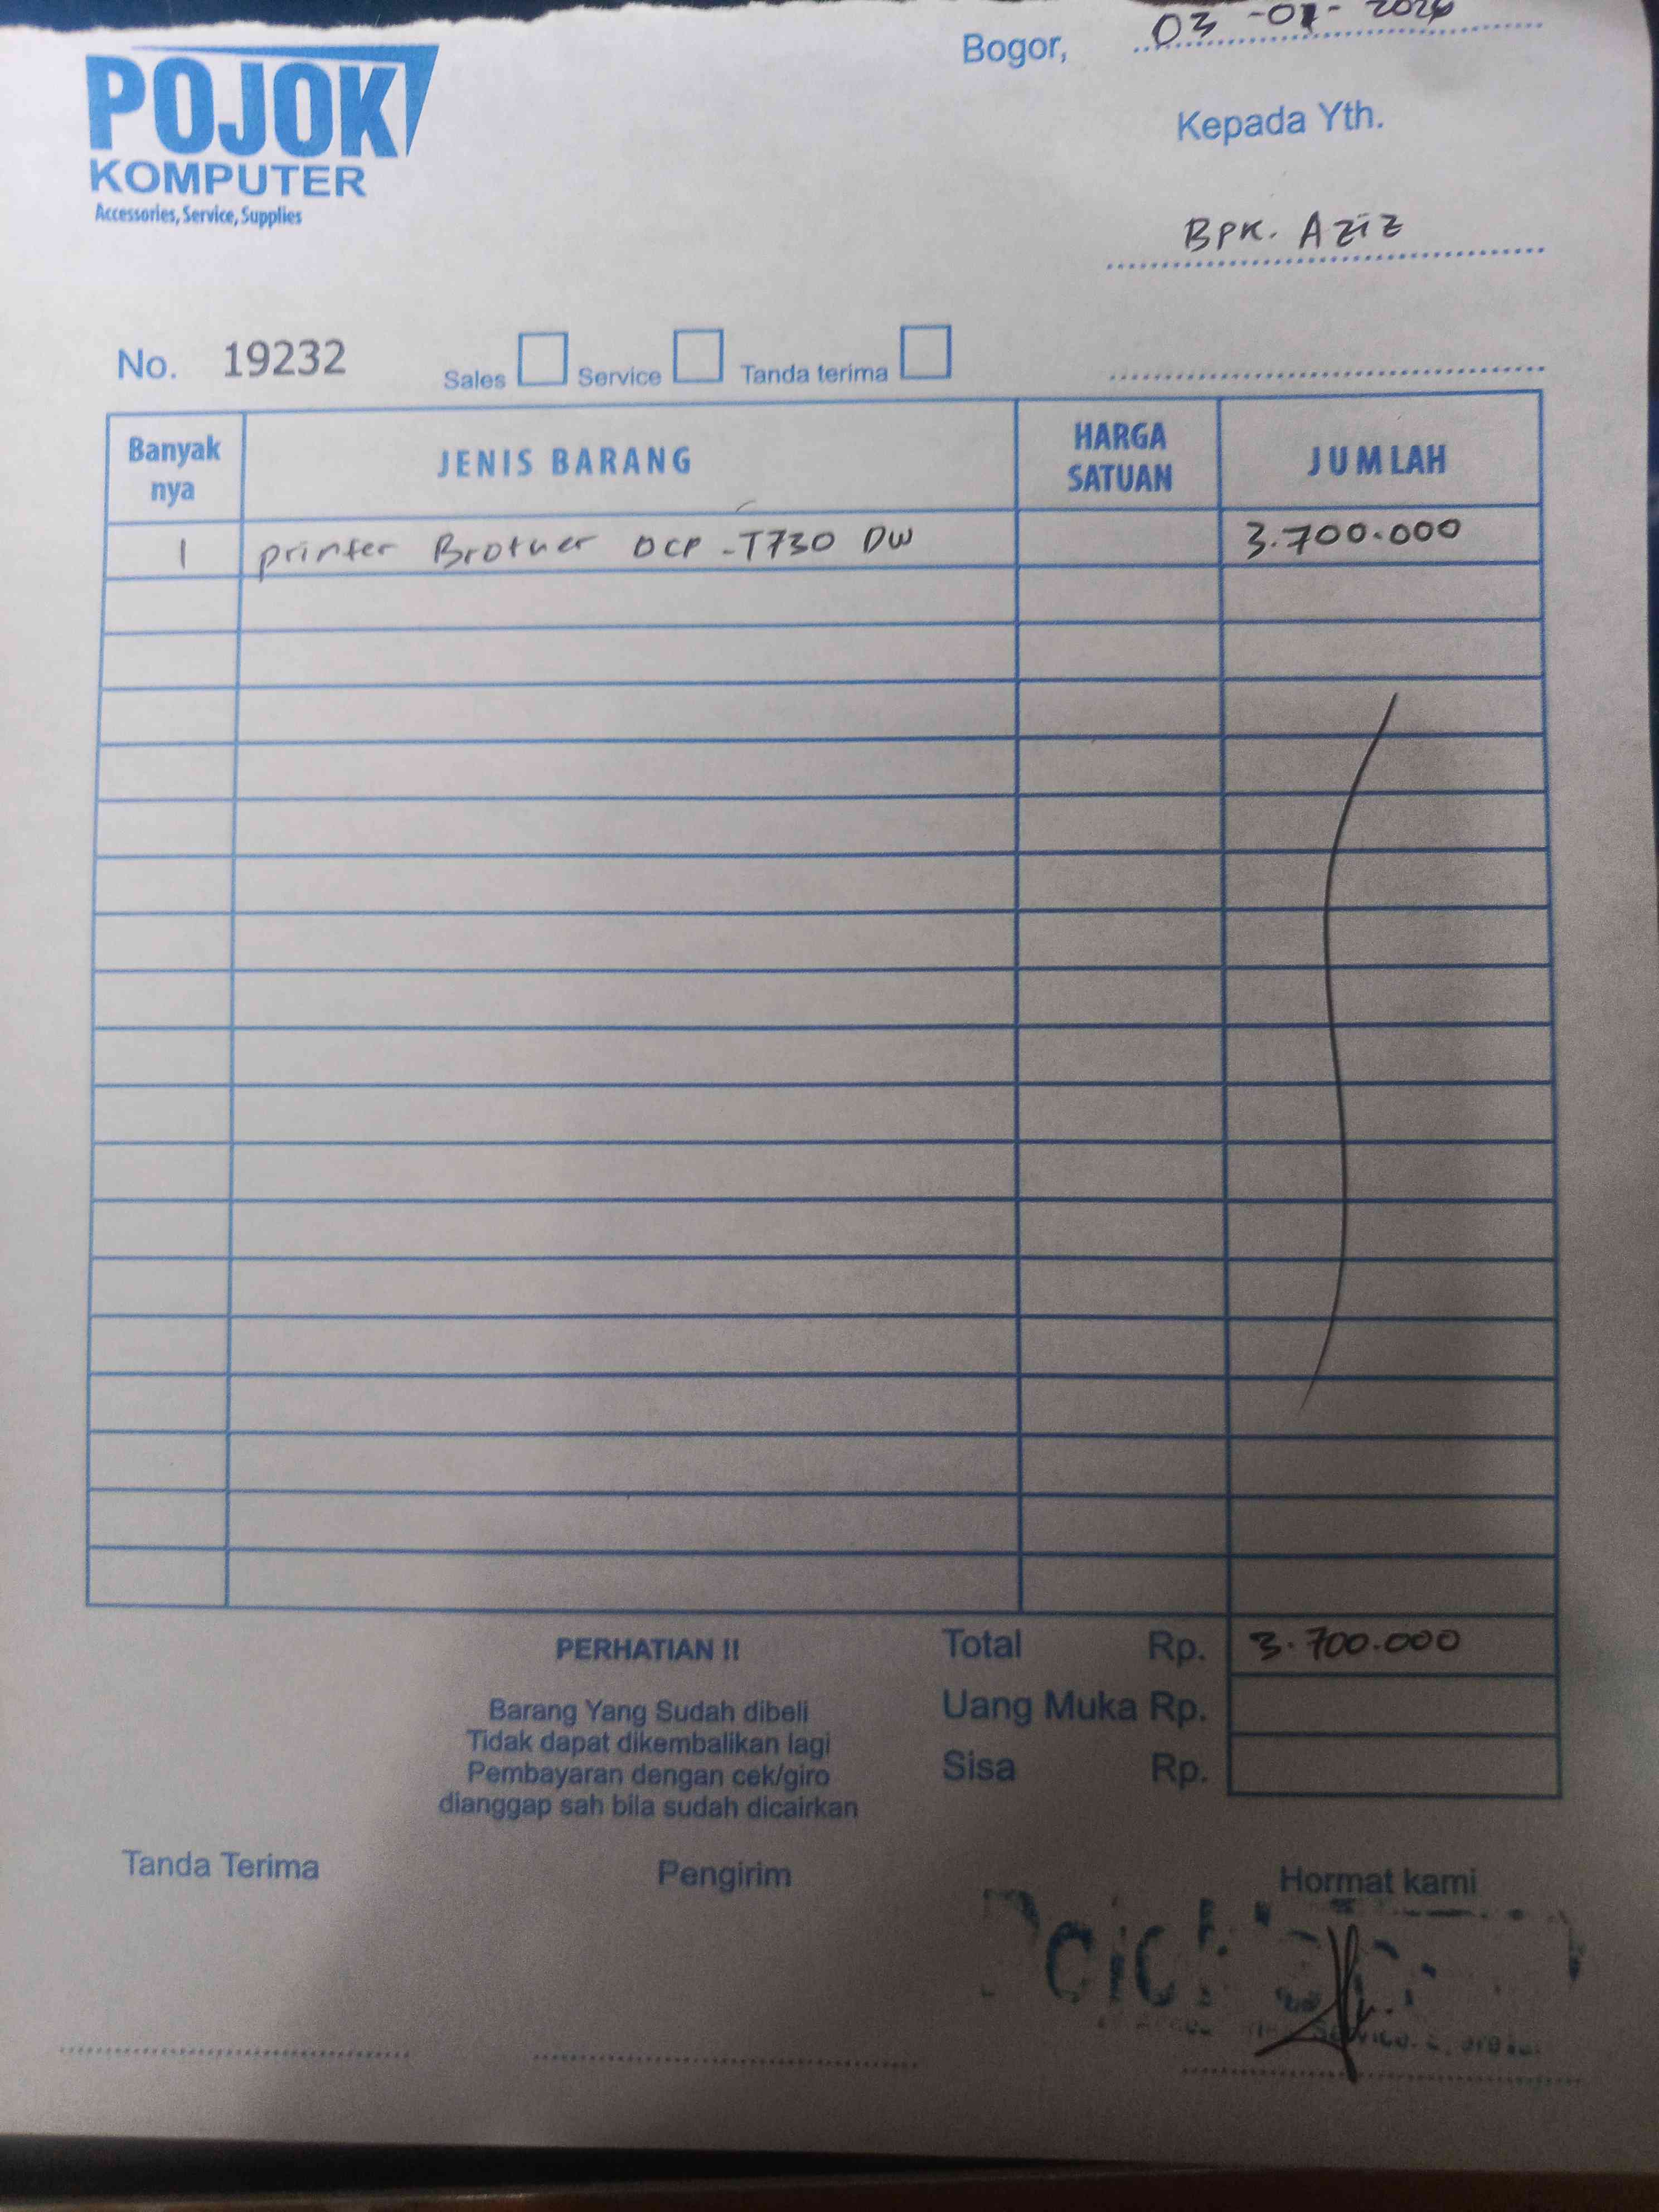 Bogor, 03 -01- 2026
POJOK
KOMPUTER
Accessories, Service, Supplies
Kepada Yth.
BPK. AZIZ
No. 19232 Sales Service Tanda terima
Banyak nya JENIS BARANG HARGA SATUAN JUMLAH
1 printer Brother DCP -T730 DW 3.700.000
PERHATIAN !!
Barang Yang Sudah dibeli
Tidak dapat dikembalikan lagi
Pembayaran dengan cek/giro
dianggap sah bila sudah dicairkan
Total Rp. 3.700.000
Uang Muka Rp.
Sisa Rp.
Tanda Terima Pengirim Hormat kami